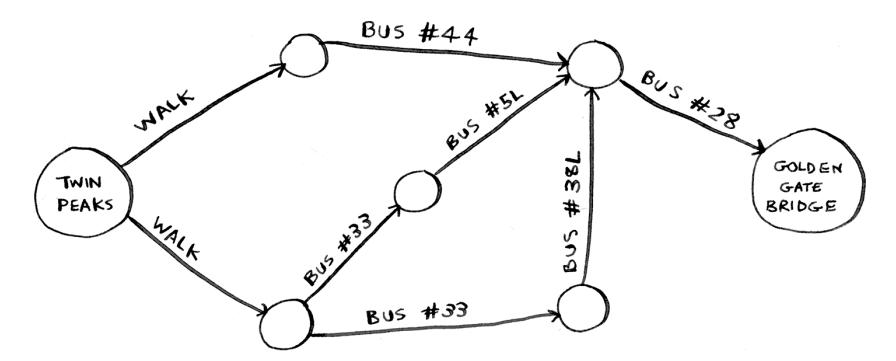 BUS #44
BUS #28
WALK
BUS #5L
TWIN
PEAKS
GOLDEN
GATE
BRIDGE
BUS #38L
WALK
BUS #33
BUS #33